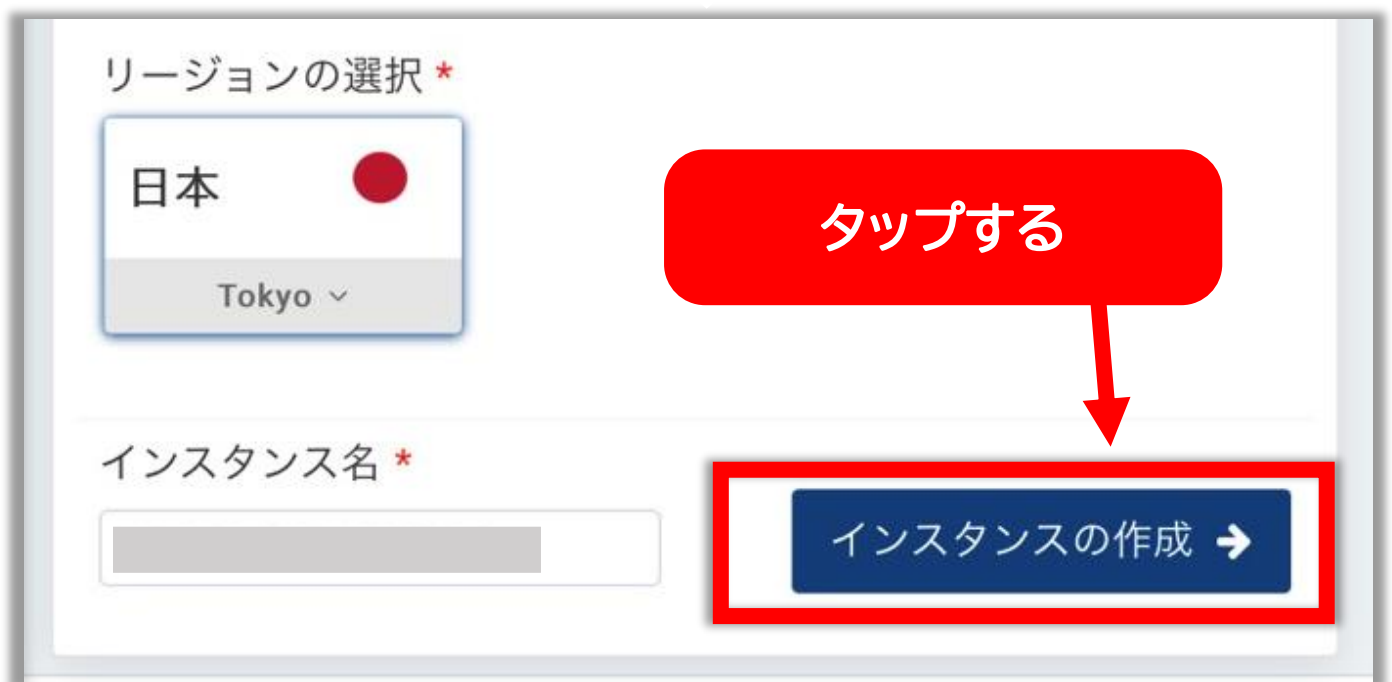 リージョンの選択 *
日本
Tokyo
タップする
インスタンス名 *
インスタンスの作成 →